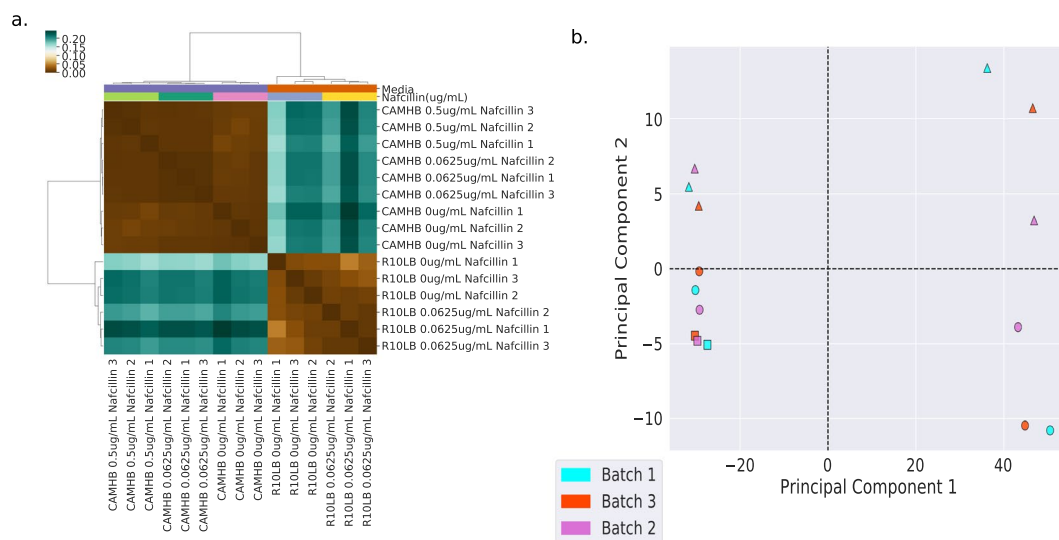 a.
0.20
0.15
0.10
0.05
0.00
Media
Nafcillin(ug/mL)
CAMHB 0.5ug/mL Nafcillin 3
CAMHB 0.5ug/mL Nafcillin 2
CAMHB 0.5ug/mL Nafcillin 1
CAMHB 0.0625ug/mL Nafcillin 2
CAMHB 0.0625ug/mL Nafcillin 1
CAMHB 0.0625ug/mL Nafcillin 3
CAMHB 0ug/mL Nafcillin 1
CAMHB 0ug/mL Nafcillin 2
CAMHB 0ug/mL Nafcillin 3
R10LB 0ug/mL Nafcillin 1
R10LB 0ug/mL Nafcillin 3
R10LB 0ug/mL Nafcillin 2
R10LB 0.0625ug/mL Nafcillin 2
R10LB 0.0625ug/mL Nafcillin 1
R10LB 0.0625ug/mL Nafcillin 3
CAMHB 0.5ug/mL Nafcillin 3
CAMHB 0.5ug/mL Nafcillin 2
CAMHB 0.5ug/mL Nafcillin 1
CAMHB 0.0625ug/mL Nafcillin 2
CAMHB 0.0625ug/mL Nafcillin 1
CAMHB 0.0625ug/mL Nafcillin 3
CAMHB 0ug/mL Nafcillin 1
CAMHB 0ug/mL Nafcillin 2
CAMHB 0ug/mL Nafcillin 3
R10LB 0ug/mL Nafcillin 1
R10LB 0ug/mL Nafcillin 3
R10LB 0ug/mL Nafcillin 2
R10LB 0.0625ug/mL Nafcillin 2
R10LB 0.0625ug/mL Nafcillin 1
R10LB 0.0625ug/mL Nafcillin 3
b.
Principal Component 2
10
5
0
−5
−10
−20
0
20
40
Principal Component 1
Batch 1
Batch 3
Batch 2